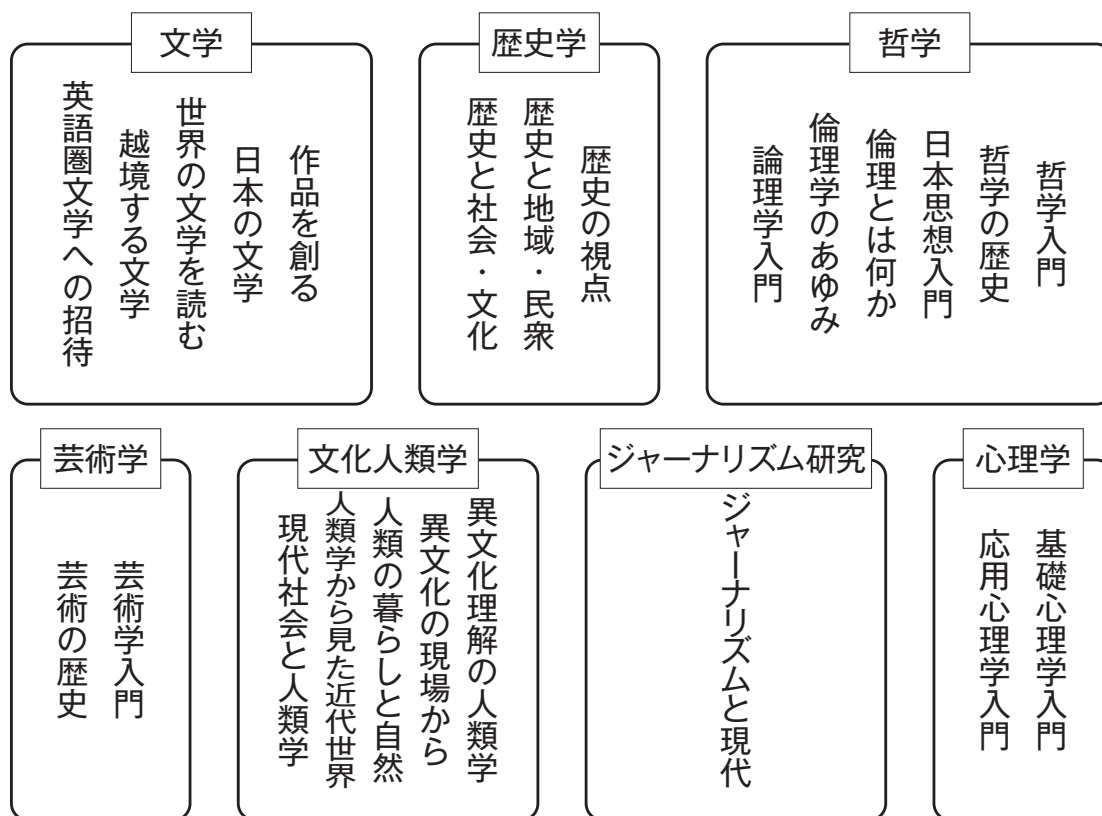 文学
作品を創る
日本の文学
世界の文学を読む
越境する文学
英語圏文学への招待
歴史学
歴史の視点
歴史と地域・民衆
歴史と社会・文化
哲学
哲学入門
哲学の歴史
日本思想入門
倫理とは何か
倫理学のあゆみ
論理学入門
芸術学
芸術学入門
芸術の歴史
文化人類学
異文化理解の人類学
異文化の現場から
人類の暮らしと自然
人類学から見た近代世界
現代社会と人類学
ジャーナリズム研究
ジャーナリズムと現代
心理学
基礎心理学入門
応用心理学入門